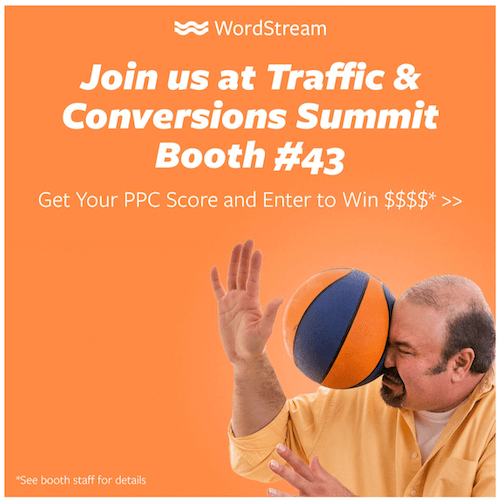 WordStream
Join us at Traffic &
Conversions Summit
Booth #43
Get Your PPC Score and Enter to Win $$$$* >>
*See booth staff for details